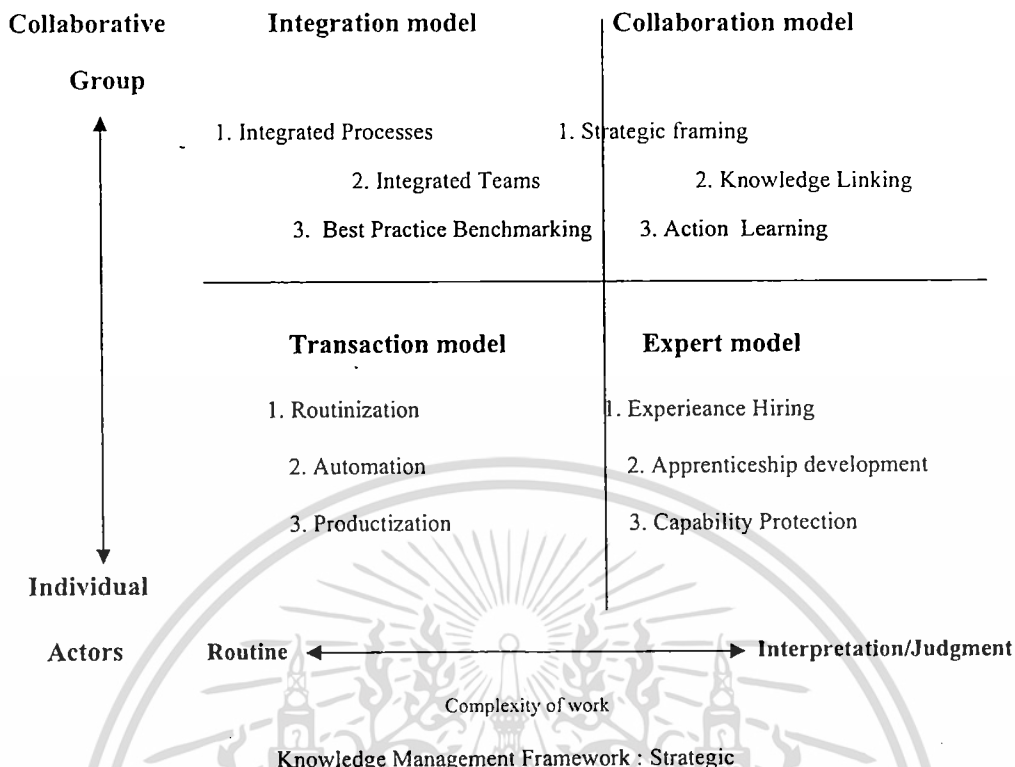 Collaborative Integration model Collaboration model
Group
1. Integrated Processes 1. Strategic framing
2. Integrated Teams 2. Knowledge Linking
3. Best Practice Benchmarking 3. Action Learning
Transaction model Expert model
1. Routinization 1. Experieance Hiring
2. Automation 2. Apprenticeship development
3. Productization 3. Capability Protection
Individual
Actors Routine Interpretation/Judgment
Complexity of work
Knowledge Management Framework : Strategic